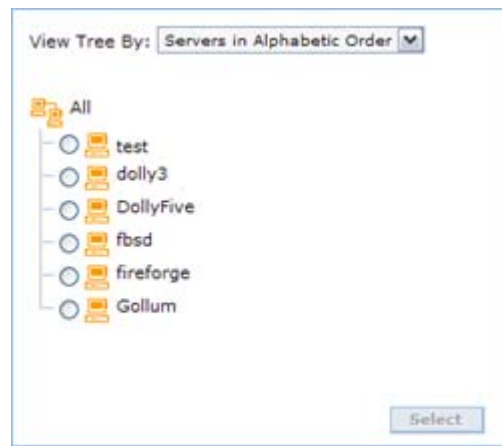 View Tree By: Servers in Alphabetic Order
All
test
dolly3
DollyFive
fbsd
fireforge
Gollum
Select